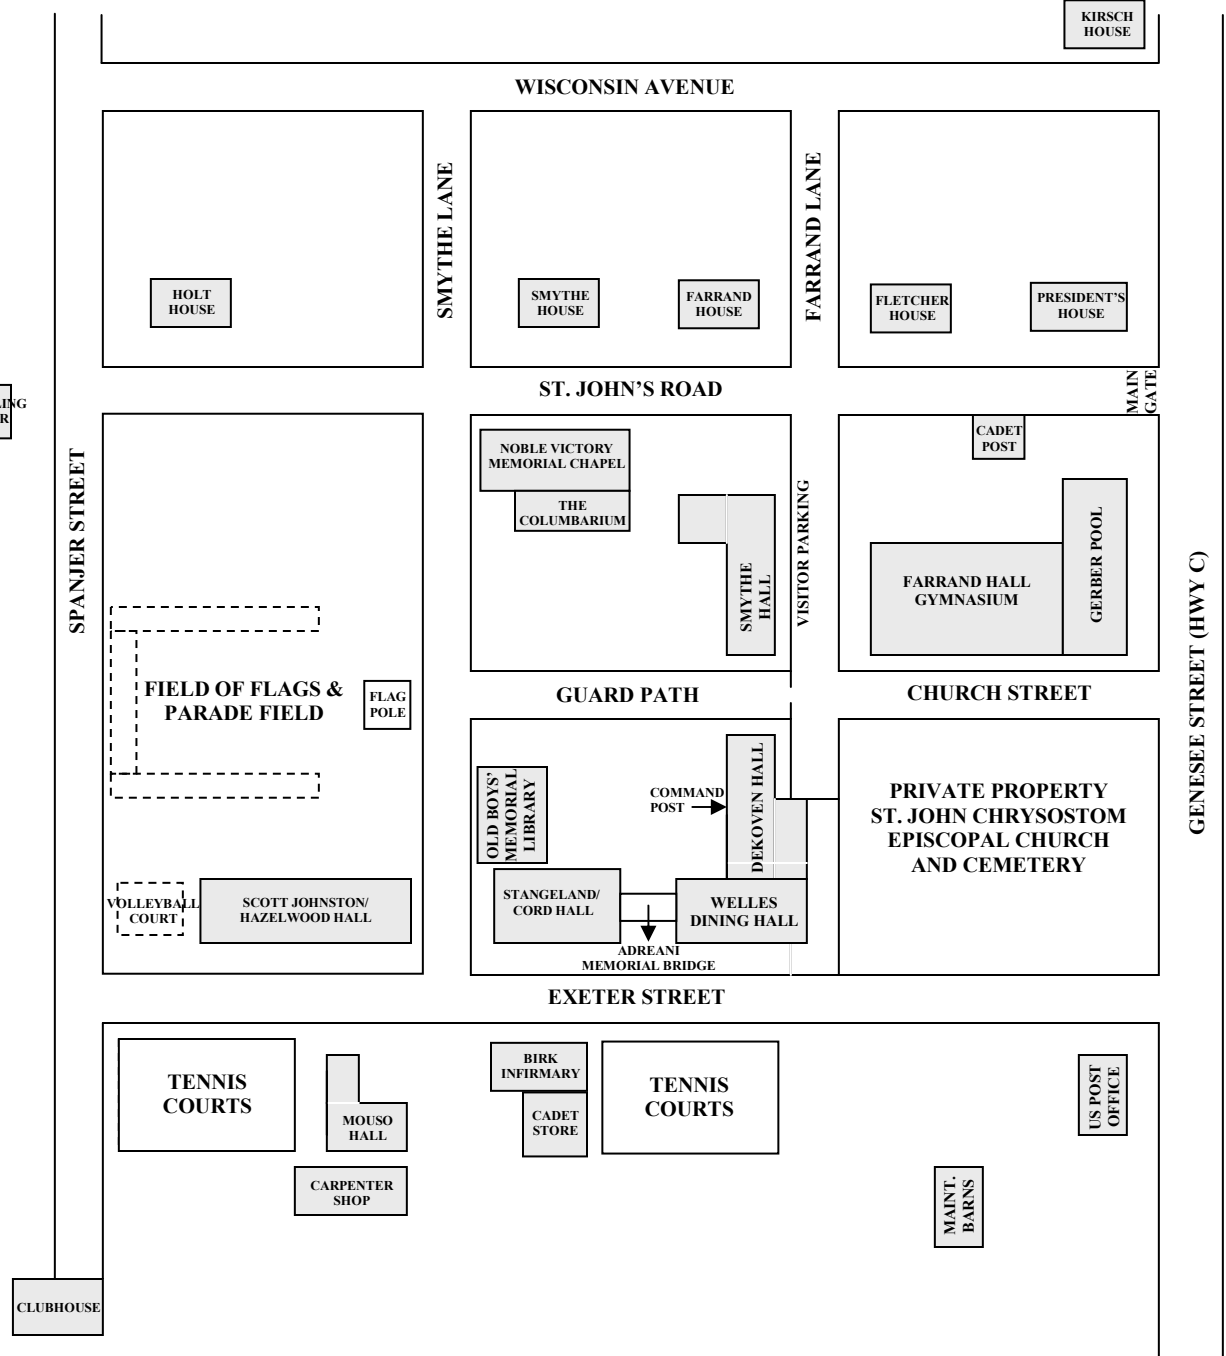 KIRSCH
HOUSE
WISCONSIN AVENUE
SMYTHE LANE
FARRAND LANE
HOLT
HOUSE
SMYTHE
HOUSE
FARRAND
HOUSE
FLETCHER
HOUSE
PRESIDENT'S
HOUSE
ST. JOHN'S ROAD
MAIN
GATE
SPANJER STREET
NOBLE VICTORY
MEMORIAL CHAPEL
THE
COLUMBARIUM
SMYTHE
HALL
VISITOR PARKING
CADET
POST
FARRAND HALL
GYMNASIUM
GERBER POOL
GENESEE STREET (HWY C)
FIELD OF FLAGS &
PARADE FIELD
FLAG
POLE
GUARD PATH
CHURCH STREET
OLD BOYS'
MEMORIAL
LIBRARY
COMMAND
POST
DEKOVEN HALL
PRIVATE PROPERTY
ST. JOHN CHRYSOSTOM
EPISCOPAL CHURCH
AND CEMETERY
VOLLEYBALL
COURT
SCOTT JOHNSTON/
HAZELWOOD HALL
STANGELAND/
CORD HALL
WELLES
DINING HALL
ADREANI
MEMORIAL BRIDGE
EXETER STREET
TENNIS
COURTS
MOUSO
HALL
CARPENTER
SHOP
BIRK
INFIRMARY
CADET
STORE
TENNIS
COURTS
US POST
OFFICE
MAINT.
BARNS
CLUBHOUSE